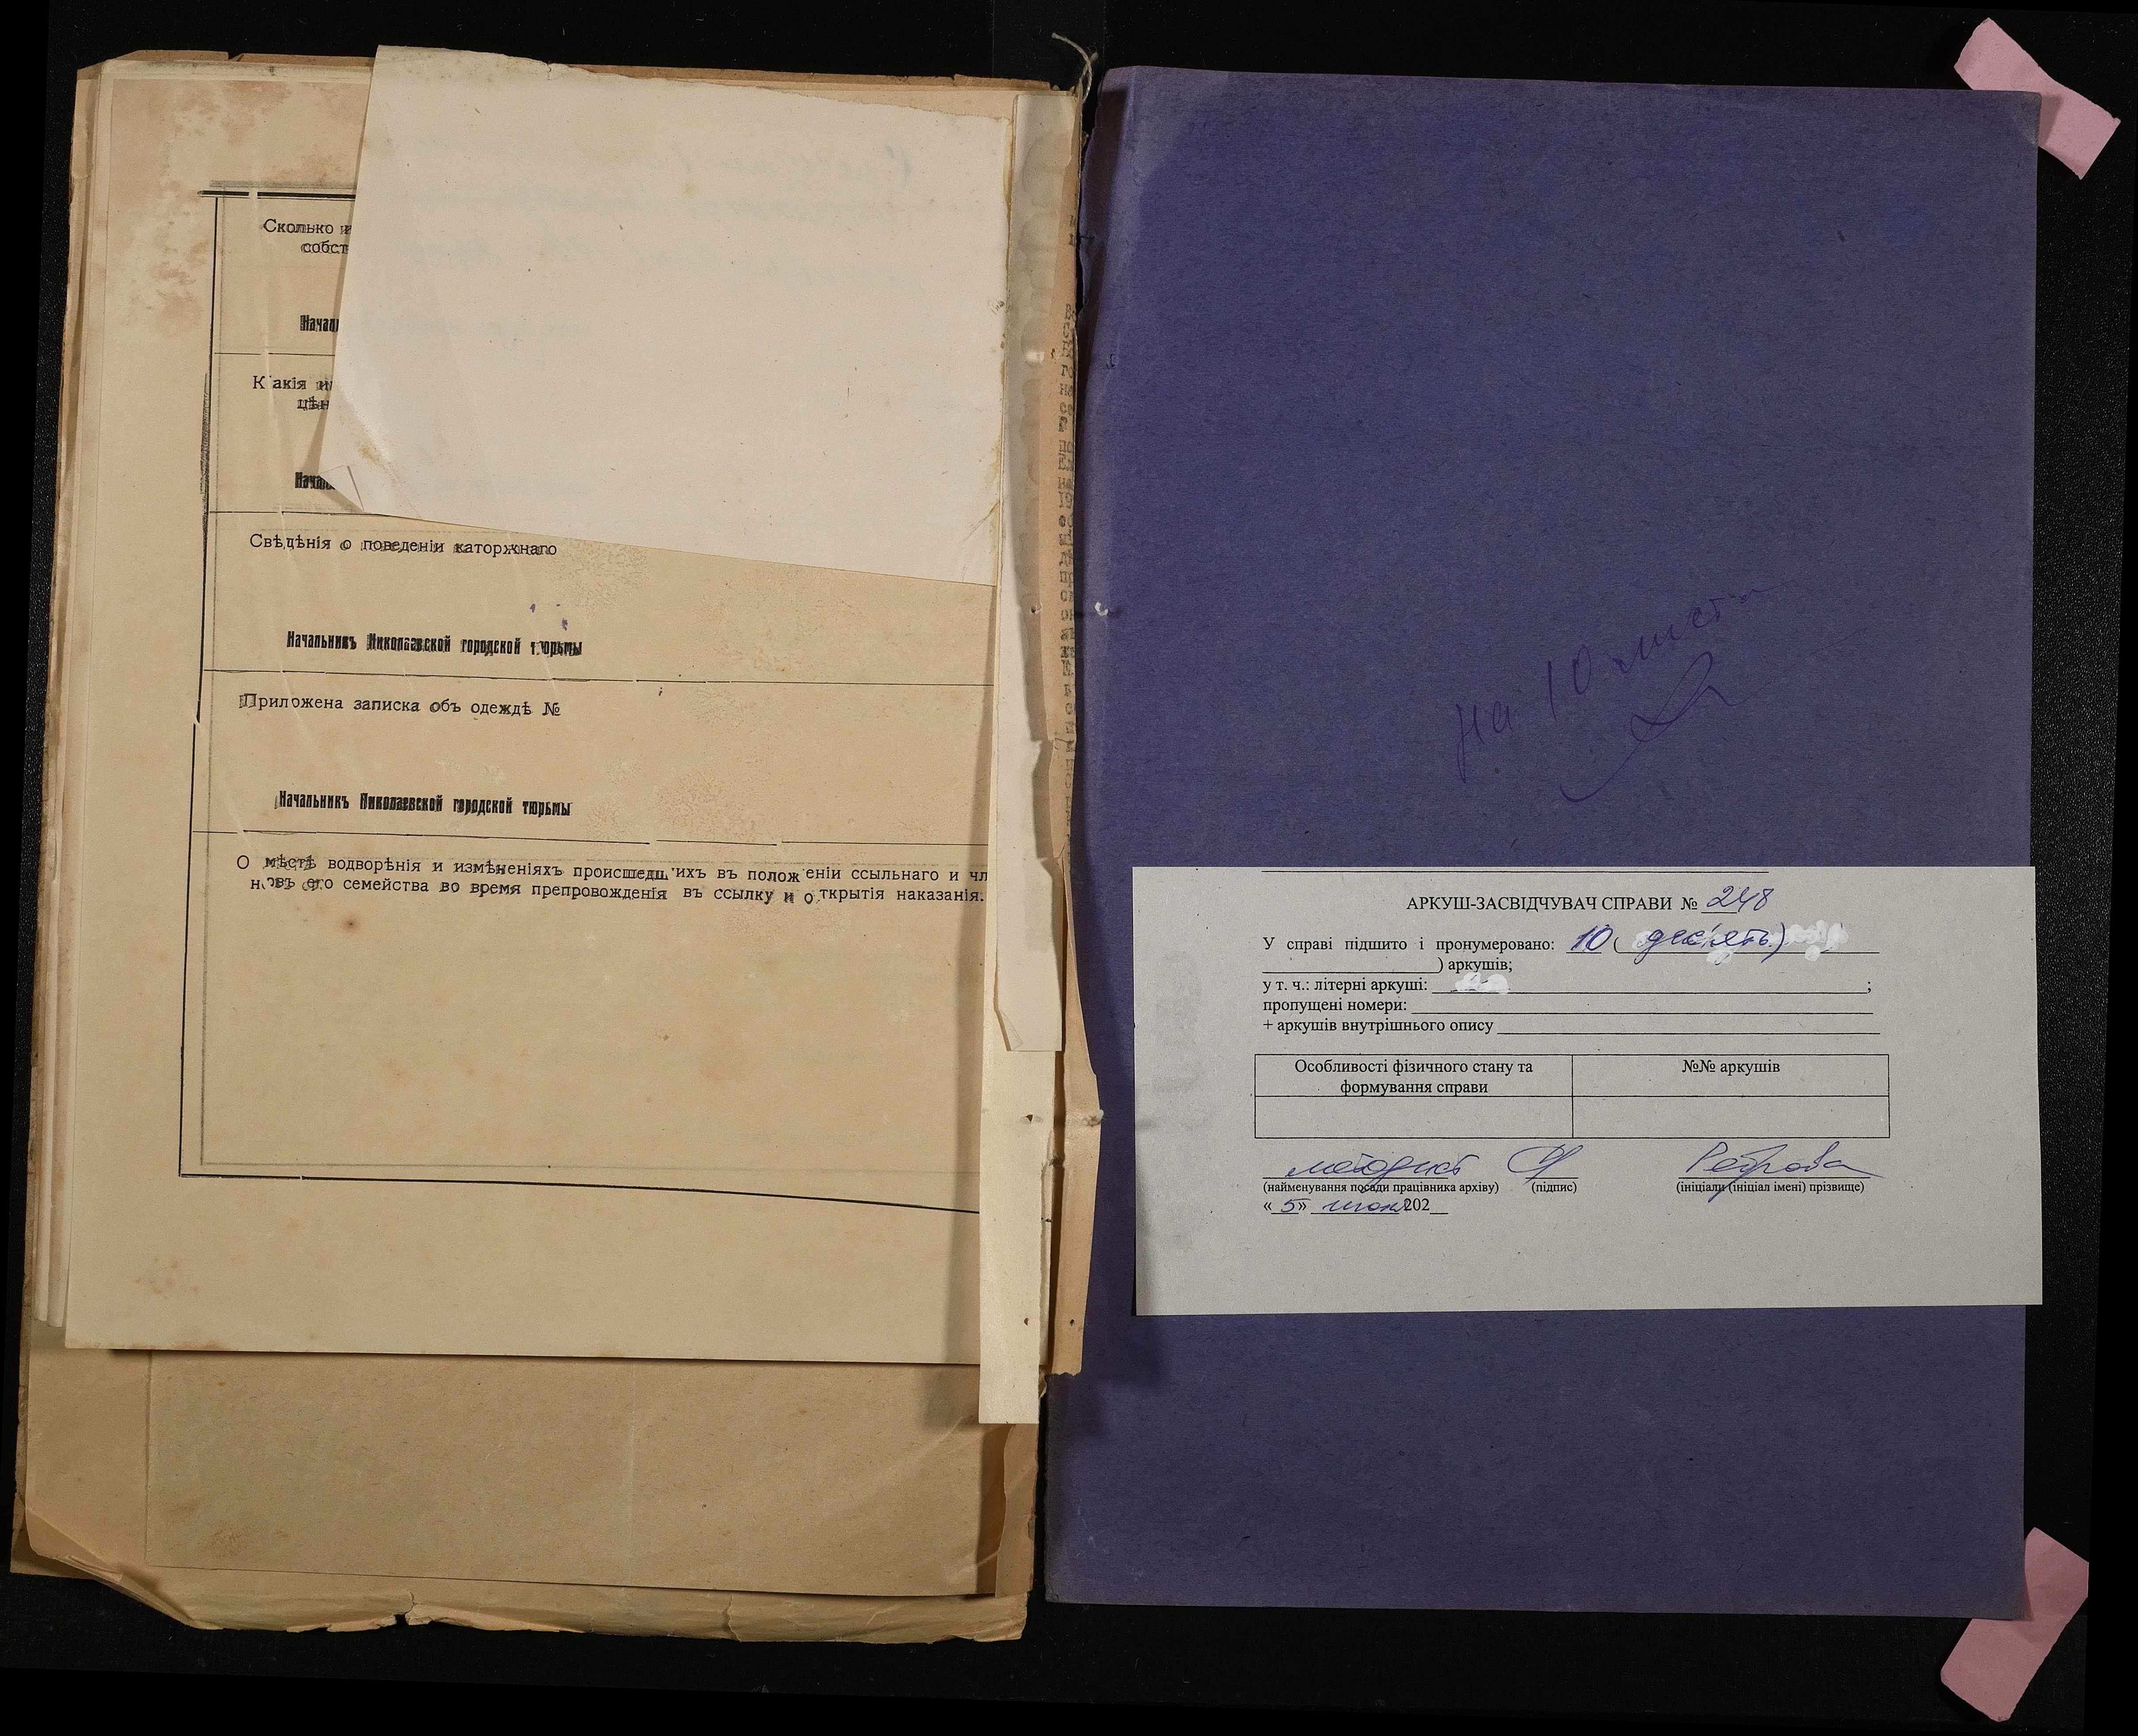 Сколько и
собст
Начал
Какія и
цѣн
Нача
Свѣдѣнія о поведеніи каторжнаго
Начальникъ Николаевской городской тюрьмы
Приложена записка объ одеждѣ №
Начальникъ Николаевской городской тюрьмы
О мѣстѣ водворѣнія и измѣненіяхъ происшедшихъ въ положеніи ссыльнаго и чл
новъ его семейства во время препровожденія въ ссылку и открытія наказанія.
на 10 листа
АРКУШ-ЗАСВІДЧУВАЧ СПРАВИ № 248
У справі підшито і пронумеровано: 10 (десять)
) аркушів;
у т. ч.: літерні аркуші: ;
пропущені номери:
+ аркушів внутрішнього опису
Особливості фізичного стану та
формування справи
№№ аркушів
методист
(найменування посади працівника архіву) (підпис) (ініціали (ініціал імені) прізвище)
« 5» 202